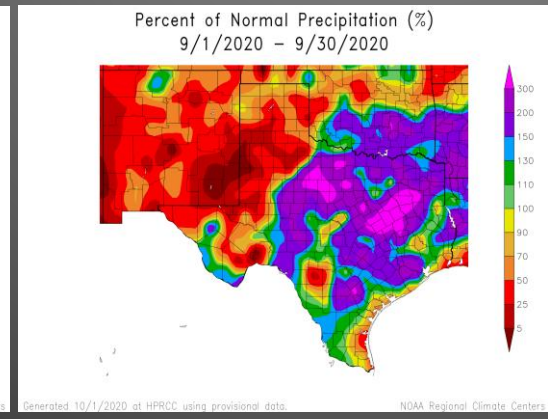 Percent of Normal Precipitation (%)
9/1/2020 – 9/30/2020
300
200
150
130
110
100
90
70
50
25
5
s
Generated 10/1/2020 at HPRCC using provisional data.
NOAA Regional Climate Centers